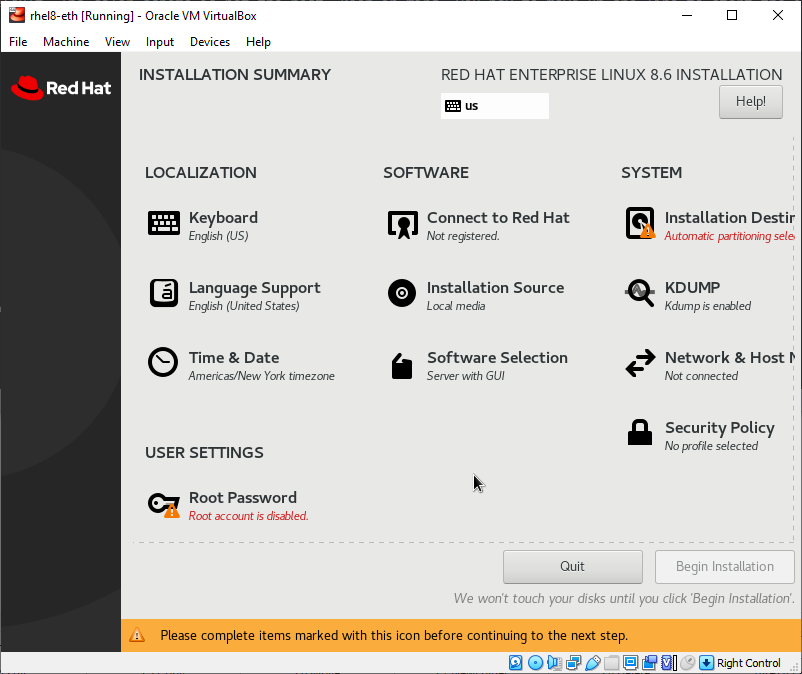 rhel8-eth [Running] - Oracle VM VirtualBox
File Machine View Input Devices Help
Red Hat
INSTALLATION SUMMARY
RED HAT ENTERPRISE LINUX 8.6 INSTALLATION
us
Help!
LOCALIZATION
Keyboard
English (US)
Language Support
English (United States)
Time & Date
Americas/New York timezone
USER SETTINGS
Root Password
Root account is disabled.
SOFTWARE
Connect to Red Hat
Not registered.
Installation Source
Local media
Software Selection
Server with GUI
SYSTEM
Installation Destin
Automatic partitioning sele
KDUMP
Kdump is enabled
Network & Host N
Not connected
Security Policy
No profile selected
Quit
Begin Installation
We won't touch your disks until you click 'Begin Installation'.
Please complete items marked with this icon before continuing to the next step.
Right Control